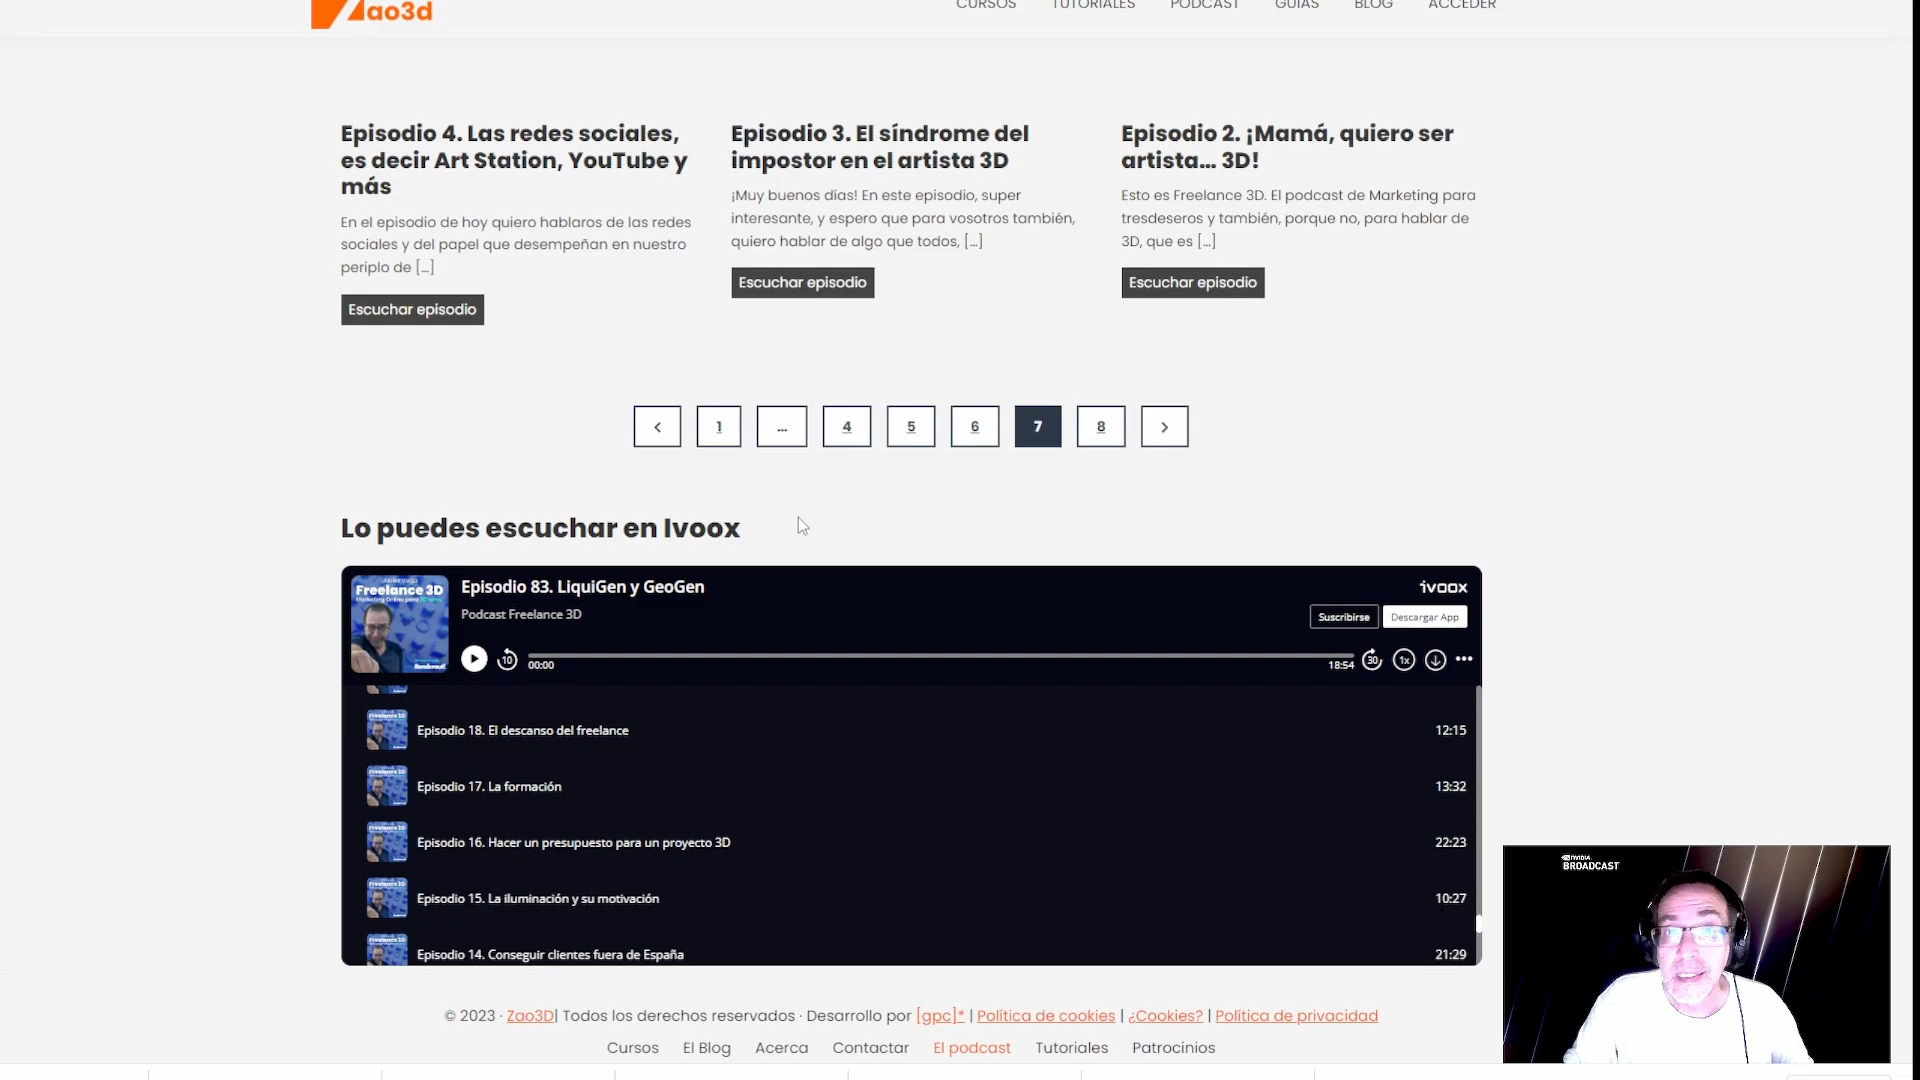 Zao3d
CURSOS TUTORIALES PODCAST GUIAS BLOG ACCEDER
Episodio 4. Las redes sociales,
es decir Art Station, YouTube y
más
En el episodio de hoy quiero hablaros de las redes
sociales y del papel que desempeñan en nuestro
periplo de [...]
Escuchar episodio
Episodio 3. El síndrome del
impostor en el artista 3D
¡Muy buenos días! En este episodio, super
interesante, y espero que para vosotros también,
quiero hablar de algo que todos, [...]
Escuchar episodio
Episodio 2. ¡Mamá, quiero ser
artista... 3D!
Esto es Freelance 3D. El podcast de Marketing para
tresdeseros y también, porque no, para hablar de
3D, que es [...]
Escuchar episodio
< 1 ... 4 5 6 7 8 >
Lo puedes escuchar en Ivoox
Freelance 3D
Episodio 83. LiquiGen y GeoGen
ivoox
Podcast Freelance 3D
Suscribirse Descargar App
10 00:00 18:54 30 1x
Episodio 18. El descanso del freelance 12:15
Episodio 17. La formación 13:32
Episodio 16. Hacer un presupuesto para un proyecto 3D 22:23
Episodio 15. La iluminación y su motivación 10:27
Episodio 14. Conseguir clientes fuera de España 21:29
NVIDIA
BROADCAST
© 2023 · Zao3D| Todos los derechos reservados · Desarrollo por [gpc]* | Política de cookies | ¿Cookies? | Política de privacidad
Cursos El Blog Acerca Contactar El podcast Tutoriales Patrocinios